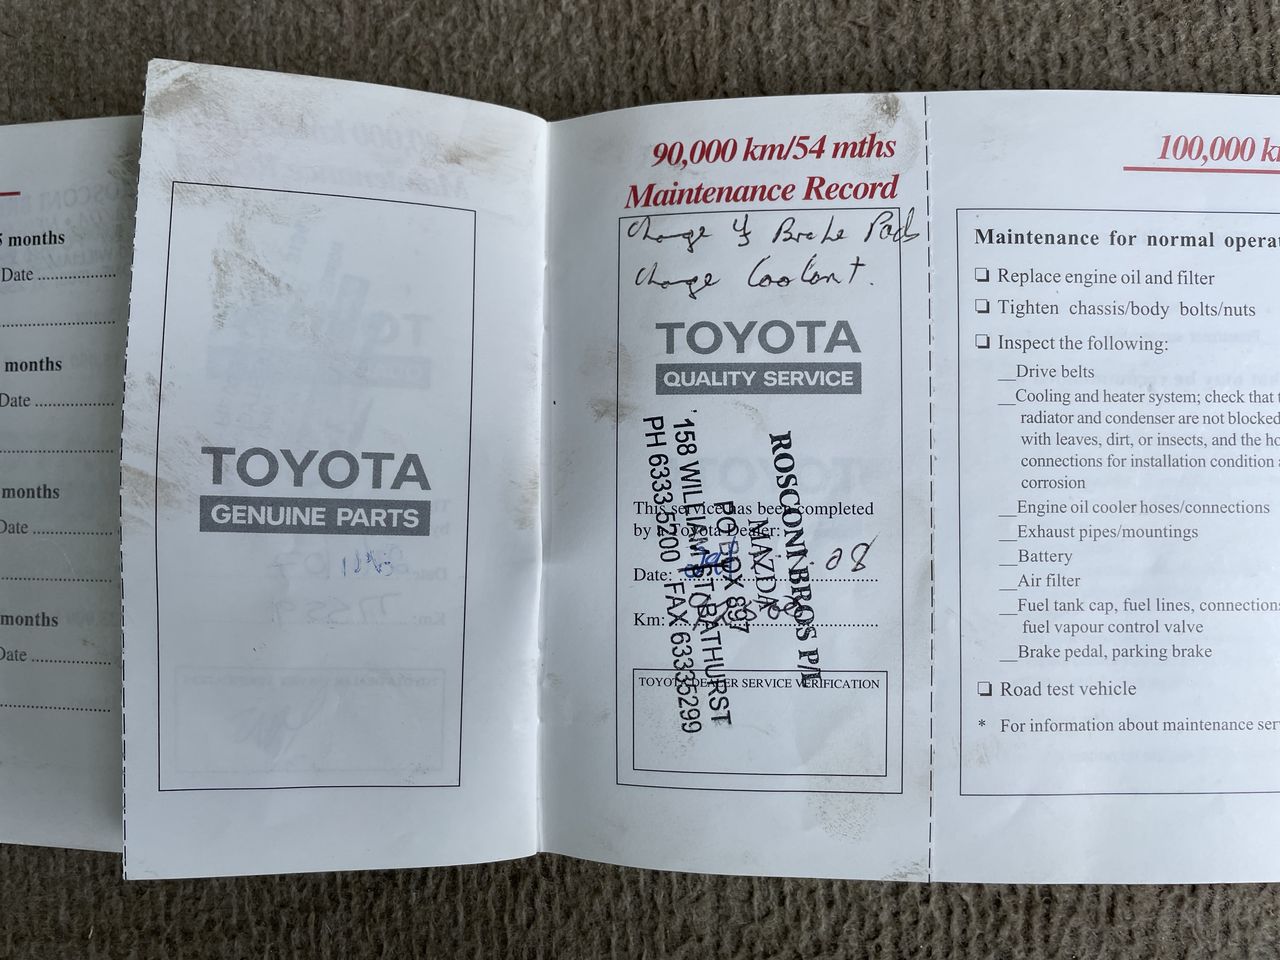 5 months
Date
months
Date
months
Date
months
Date
TOYOTA
GENUINE PARTS
90,000 km/54 mths
Maintenance Record
Change Brake Pads
Change Coolant.
TOYOTA
QUALITY SERVICE
This service has been completed
by a Toyota Dealer:
Date: 08
Km:
TOYOTA DEALER SERVICE VERIFICATION
ROSCONI BROS P/L
MAZDA
PO BOX 897
158 WILLIAM ST BATHURST
PH 6333 5200 FAX 63335299
100,000 k
Maintenance for normal operat
❏ Replace engine oil and filter
❏ Tighten chassis/body bolts/nuts
❏ Inspect the following:
__Drive belts
__Cooling and heater system; check that t
radiator and condenser are not blocked
with leaves, dirt, or insects, and the ho
connections for installation condition
corrosion
__Engine oil cooler hoses/connections
__Exhaust pipes/mountings
__Battery
__Air filter
__Fuel tank cap, fuel lines, connection
fuel vapour control valve
__Brake pedal, parking brake
❏ Road test vehicle
* For information about maintenance ser